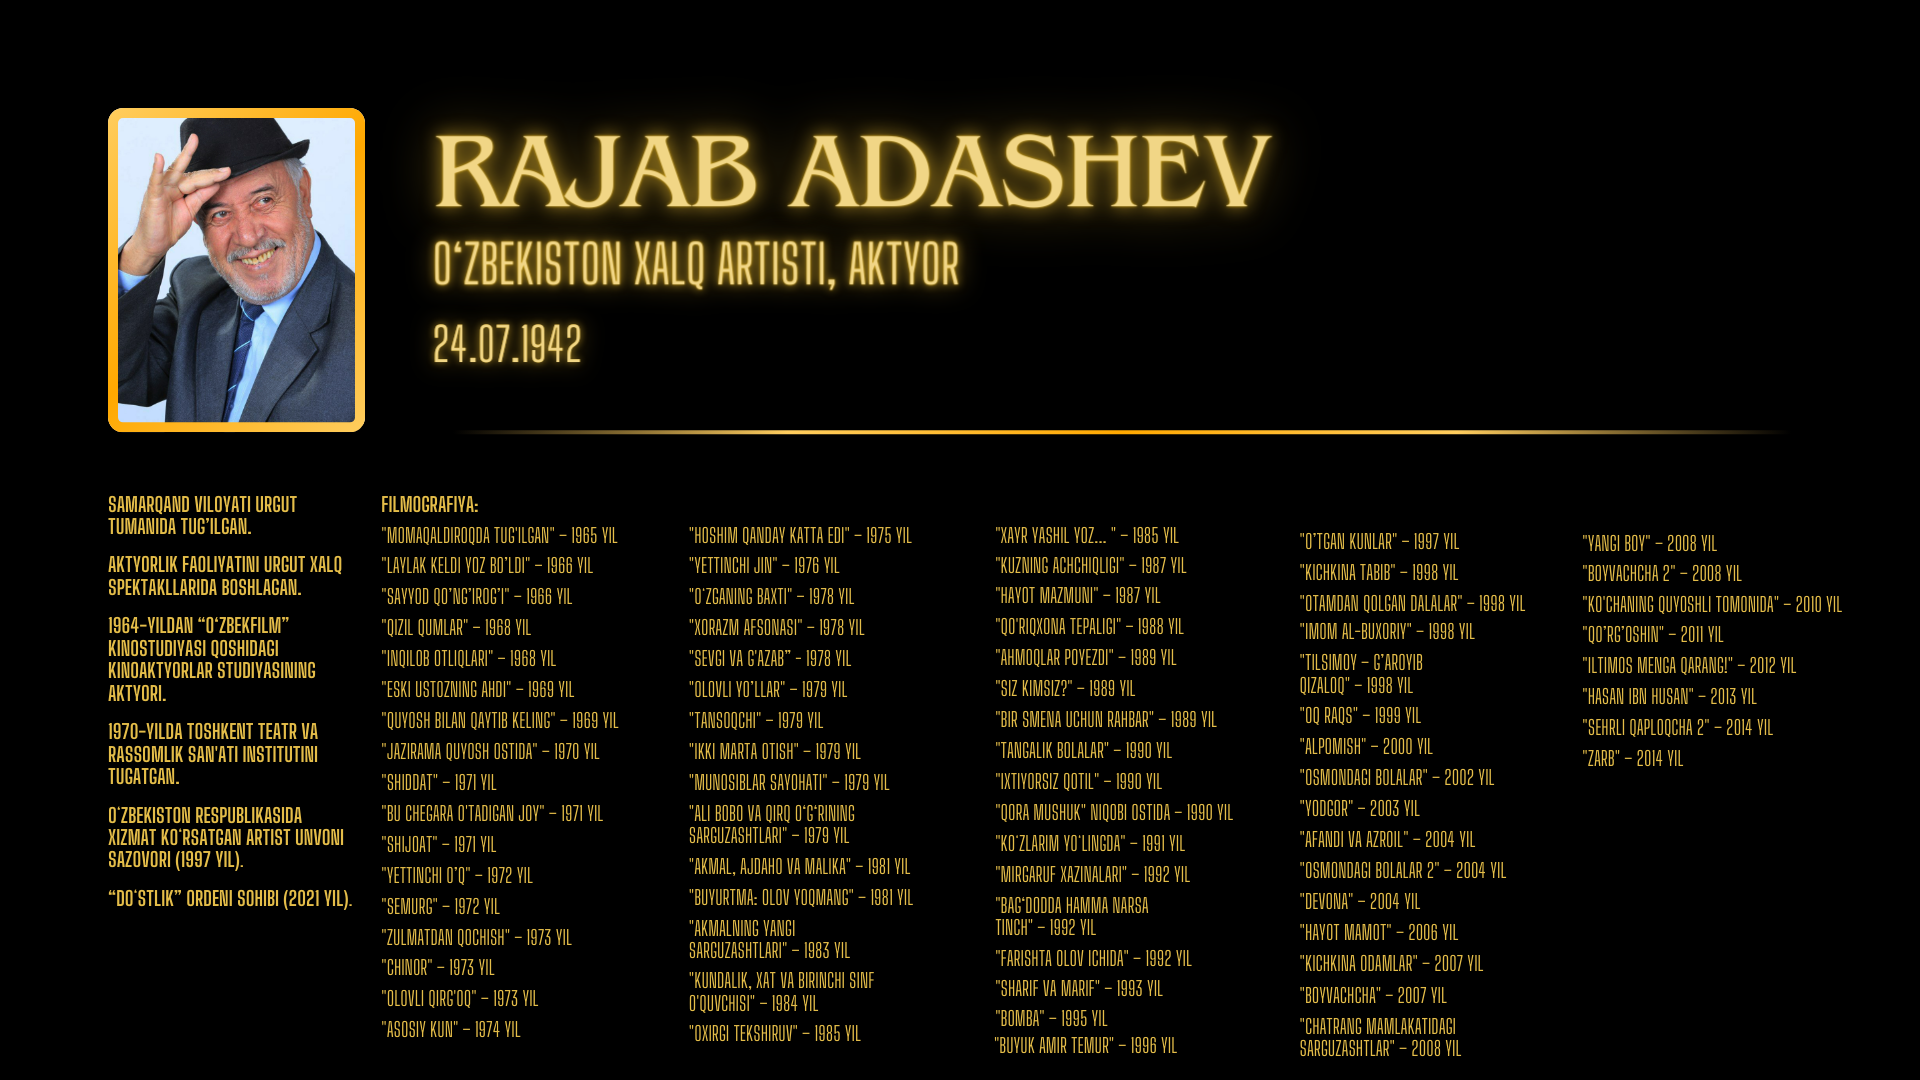 RAJAB ADASHEV
O‘ZBEKISTON XALQ ARTISTI, AKTYOR
24.07.1942
SAMARQAND VILOYATI URGUT
TUMANIDA TUG’ILGAN.
AKTYORLIK FAOLIYATINI URGUT XALQ
SPEKTAKLLARIDA BOSHLAGAN.
1964-YILDAN “O‘ZBEKFILM”
KINOSTUDIYASI QOSHIDAGI
KINOAKTYORLAR STUDIYASINING
AKTYORI.
1970-YILDA TOSHKENT TEATR VA
RASSOMLIK SAN'ATI INSTITUTINI
TUGATGAN.
O‘ZBEKISTON RESPUBLIKASIDA
XIZMAT KO‘RSATGAN ARTIST UNVONI
SAZOVORI (1997 YIL).
“DO‘STLIK” ORDENI SOHIBI (2021 YIL).
FILMOGRAFIYA:
"MOMAQALDIROQDA TUG'ILGAN" – 1965 YIL
"LAYLAK KELDI YOZ BO’LDI" – 1966 YIL
"SAYYOD QO’NG’IROG’I" – 1966 YIL
"QIZIL QUMLAR" – 1968 YIL
"INQILOB OTLIQLARI" – 1968 YIL
"ESKI USTOZNING AHDI" – 1969 YIL
"QUYOSH BILAN QAYTIB KELING" – 1969 YIL
"JAZIRAMA QUYOSH OSTIDA" – 1970 YIL
"SHIDDAT" – 1971 YIL
"BU CHEGARA O'TADIGAN JOY" – 1971 YIL
"SHIJOAT" – 1971 YIL
"YETTINCHI O’Q" – 1972 YIL
"SEMURG" – 1972 YIL
"ZULMATDAN QOCHISH" – 1973 YIL
"CHINOR" – 1973 YIL
"OLOVLI QIRG'OQ" – 1973 YIL
"ASOSIY KUN" – 1974 YIL
"HOSHIM QANDAY KATTA EDI" – 1975 YIL
"YETTINCHI JIN" – 1976 YIL
"O‘ZGANING BAXTI" – 1978 YIL
"XORAZM AFSONASI" – 1978 YIL
"SEVGI VA G'AZAB” - 1978 YIL
"OLOVLI YO’LLAR" – 1979 YIL
"TANSOQCHI" – 1979 YIL
"IKKI MARTA OTISH" – 1979 YIL
"MUNOSIBLAR SAYOHATI" – 1979 YIL
"ALI BOBO VA QIRQ O‘G‘RINING
SARGUZASHTLARI" – 1979 YIL
"AKMAL, AJDAHO VA MALIKA" – 1981 YIL
"BUYURTMA: OLOV YOQMANG" – 1981 YIL
"AKMALNING YANGI
SARGUZASHTLARI" – 1983 YIL
"KUNDALIK, XAT VA BIRINCHI SINF
O'QUVCHISI" – 1984 YIL
"OXIRGI TEKSHIRUV" – 1985 YIL
"XAYR YASHIL YOZ... " – 1985 YIL
"KUZNING ACHCHIQLIGI" – 1987 YIL
"HAYOT MAZMUNI" – 1987 YIL
"QO'RIQXONA TEPALIGI" – 1988 YIL
"AHMOQLAR POYEZDI" – 1989 YIL
"SIZ KIMSIZ?" – 1989 YIL
"BIR SMENA UCHUN RAHBAR" – 1989 YIL
"TANGALIK BOLALAR" – 1990 YIL
"IXTIYORSIZ QOTIL" – 1990 YIL
"QORA MUSHUK" NIQOBI OSTIDA – 1990 YIL
"KO‘ZLARIM YO‘LINGDA" – 1991 YIL
"MIRGARUF XAZINALARI" – 1992 YIL
"BAG‘DODDA HAMMA NARSA
TINCH" – 1992 YIL
"FARISHTA OLOV ICHIDA" – 1992 YIL
"SHARIF VA MARIF" – 1993 YIL
"BOMBA" – 1995 YIL
"BUYUK AMIR TEMUR" – 1996 YIL
"O’TGAN KUNLAR" – 1997 YIL
"KICHKINA TABIB" – 1998 YIL
"OTAMDAN QOLGAN DALALAR" – 1998 YIL
"IMOM AL-BUXORIY" – 1998 YIL
"TILSIMOY – G’AROYIB
QIZALOQ" – 1998 YIL
"OQ RAQS" – 1999 YIL
"ALPOMISH" – 2000 YIL
"OSMONDAGI BOLALAR" – 2002 YIL
"YODGOR" – 2003 YIL
"AFANDI VA AZROIL" – 2004 YIL
"OSMONDAGI BOLALAR 2" – 2004 YIL
"DEVONA" – 2004 YIL
"HAYOT MAMOT" – 2006 YIL
"KICHKINA ODAMLAR" – 2007 YIL
"BOYVACHCHA" – 2007 YIL
"CHATRANG MAMLAKATIDAGI
SARGUZASHTLAR" – 2008 YIL
"YANGI BOY" – 2008 YIL
"BOYVACHCHA 2" – 2008 YIL
"KO'CHANING QUYOSHLI TOMONIDA" – 2010 YIL
"QO’RG’OSHIN" – 2011 YIL
"ILTIMOS MENGA QARANG!" – 2012 YIL
"HASAN IBN HUSAN" – 2013 YIL
"SEHRLI QAPLOQCHA 2" – 2014 YIL
"ZARB" – 2014 YIL